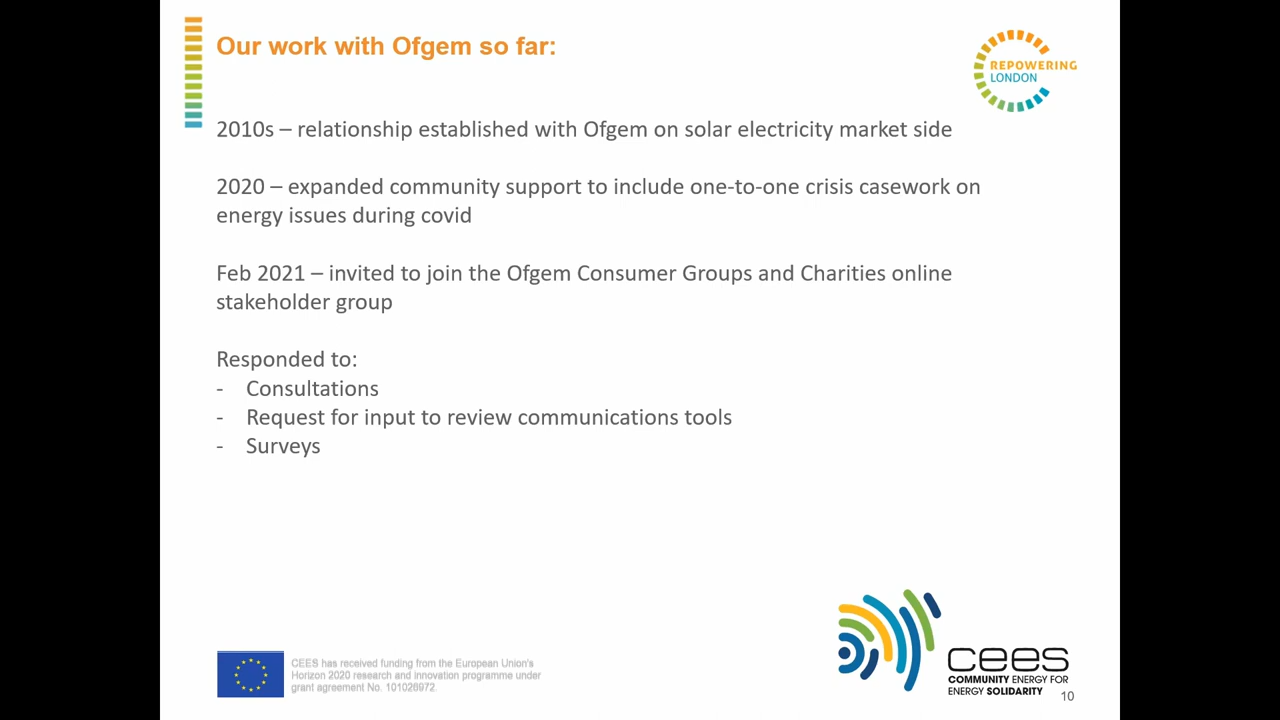 Our work with Ofgem so far:
REPOWERING
LONDON
2010s – relationship established with Ofgem on solar electricity market side
2020 – expanded community support to include one-to-one crisis casework on
energy issues during covid
Feb 2021 – invited to join the Ofgem Consumer Groups and Charities online
stakeholder group
Responded to:
- Consultations
- Request for input to review communications tools
- Surveys
CEES has received funding from the European Union's
Horizon 2020 research and innovation programme under
grant agreement No. 101026972.
cees
COMMUNITY ENERGY FOR
ENERGY SOLIDARITY
10